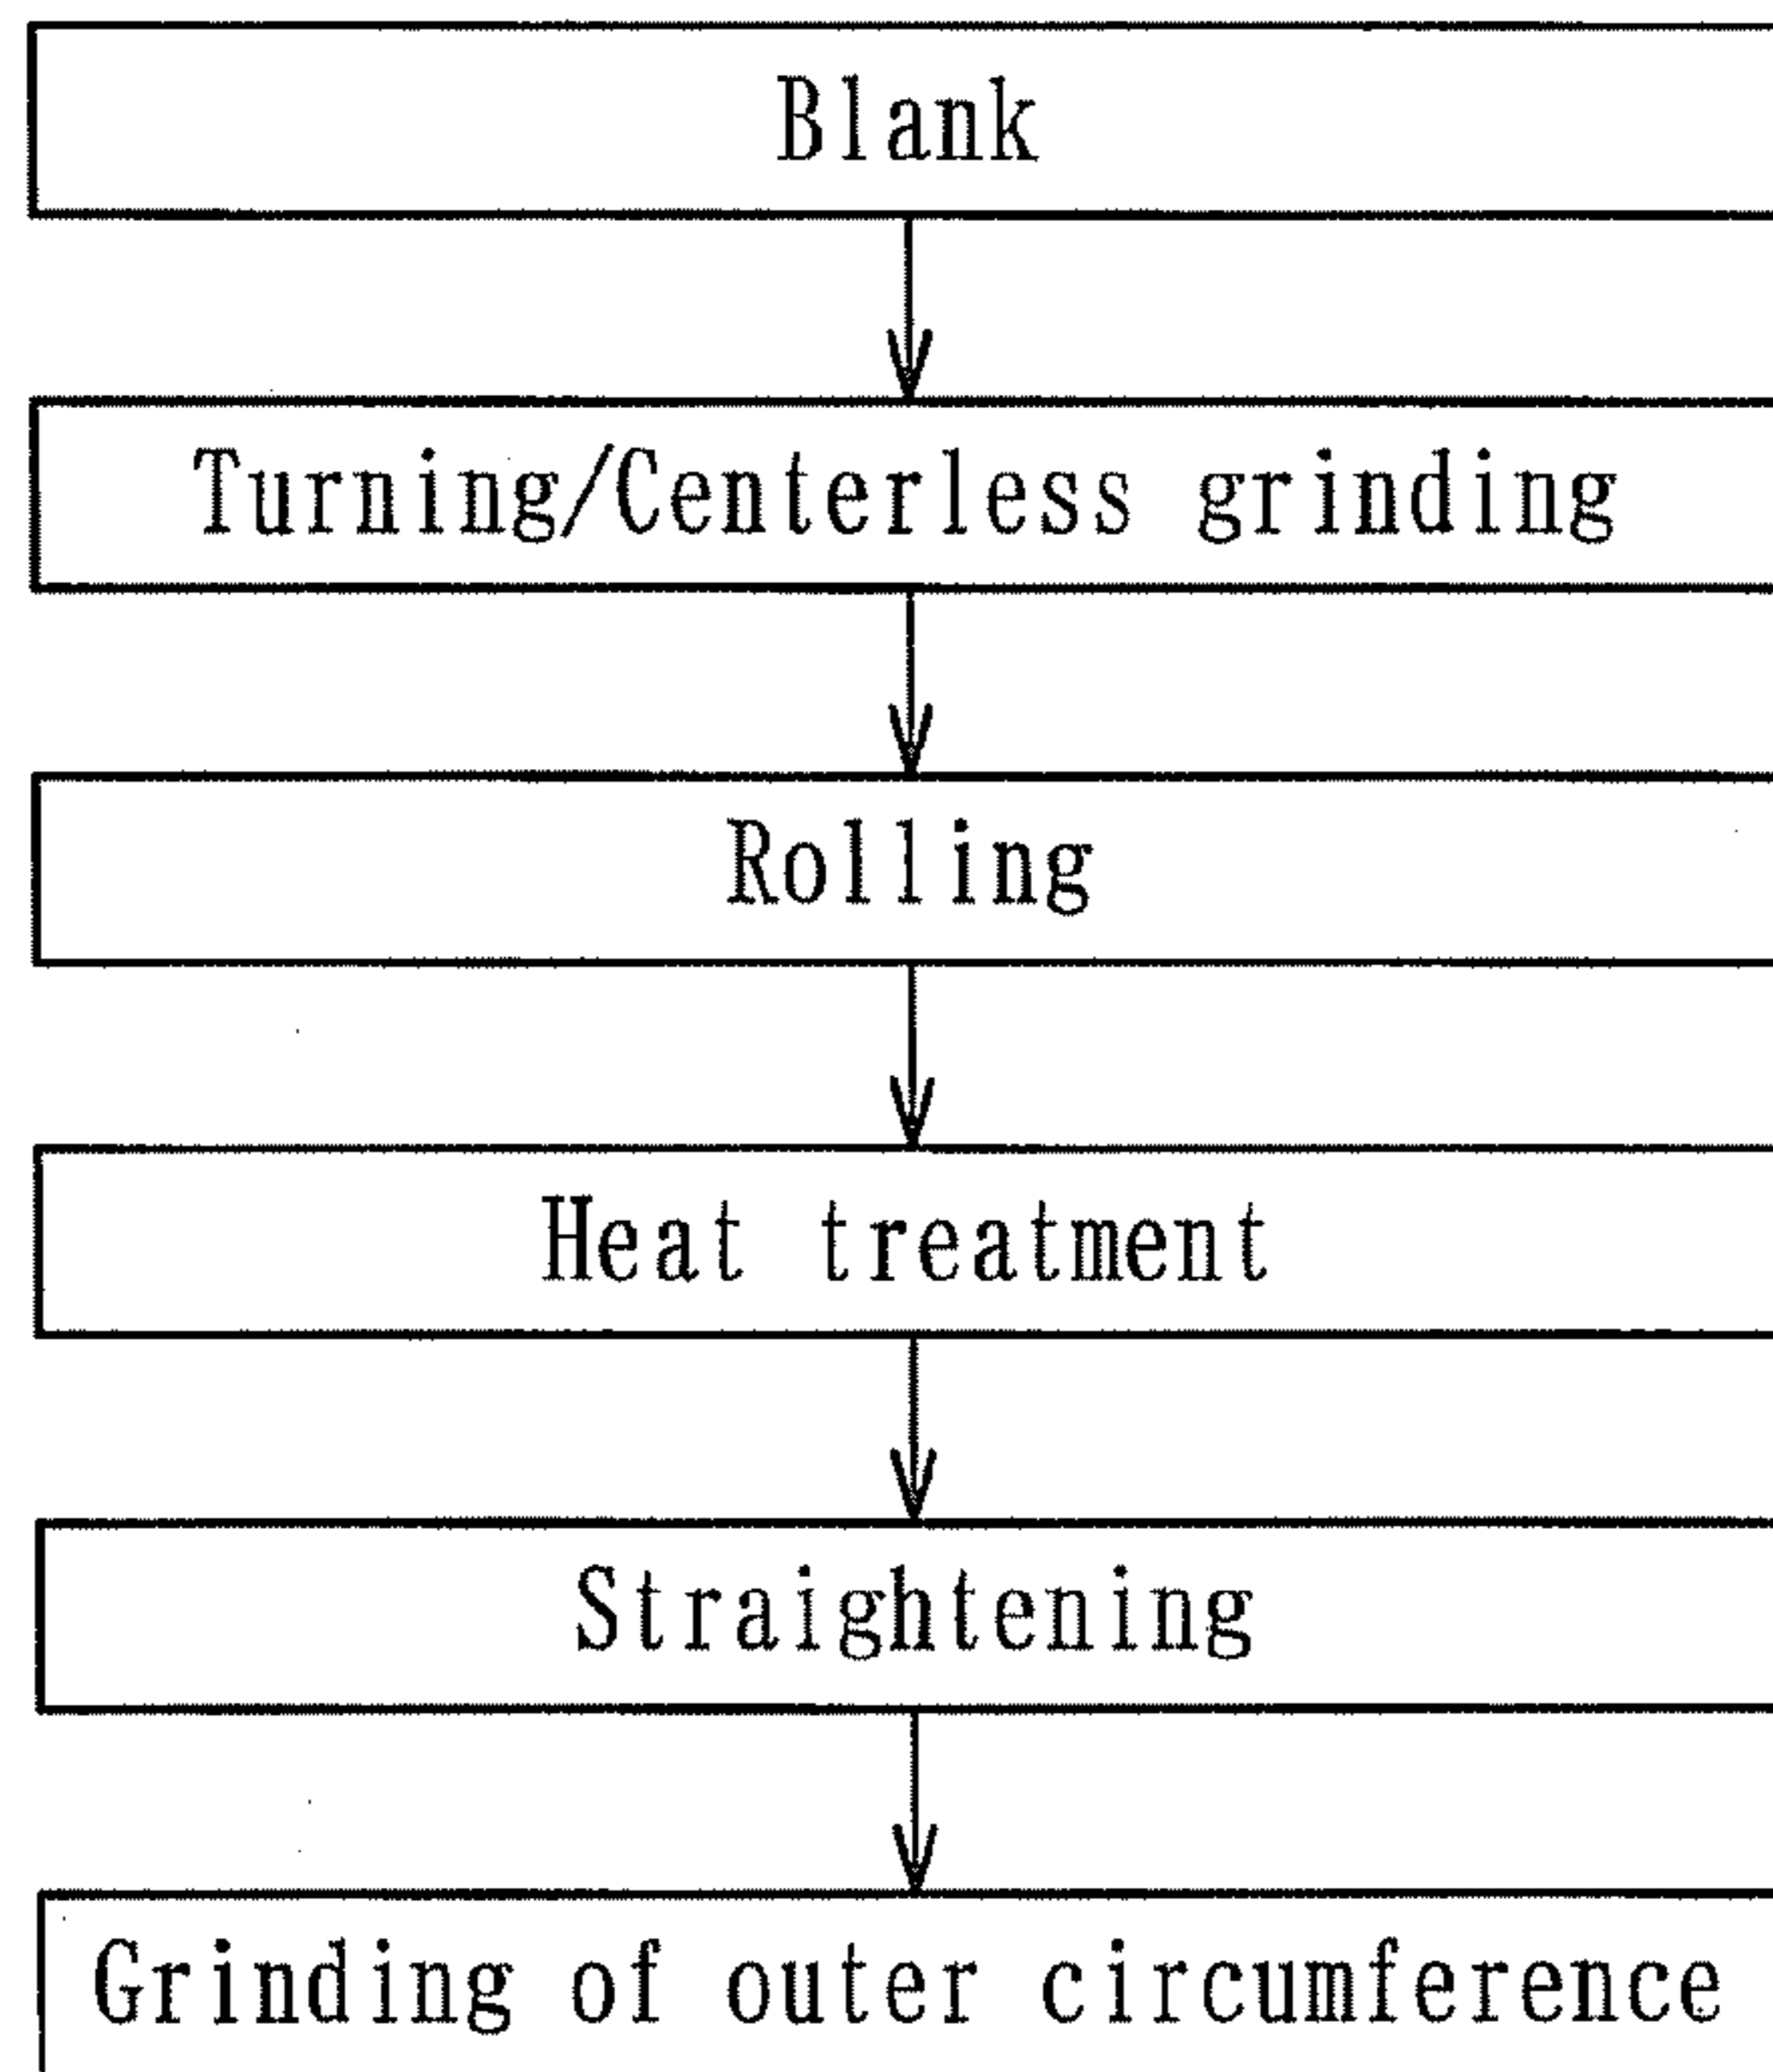 Blank
Turning/Centerless grinding
Rolling
Heat treatment
Straightening
Grinding of outer circumference